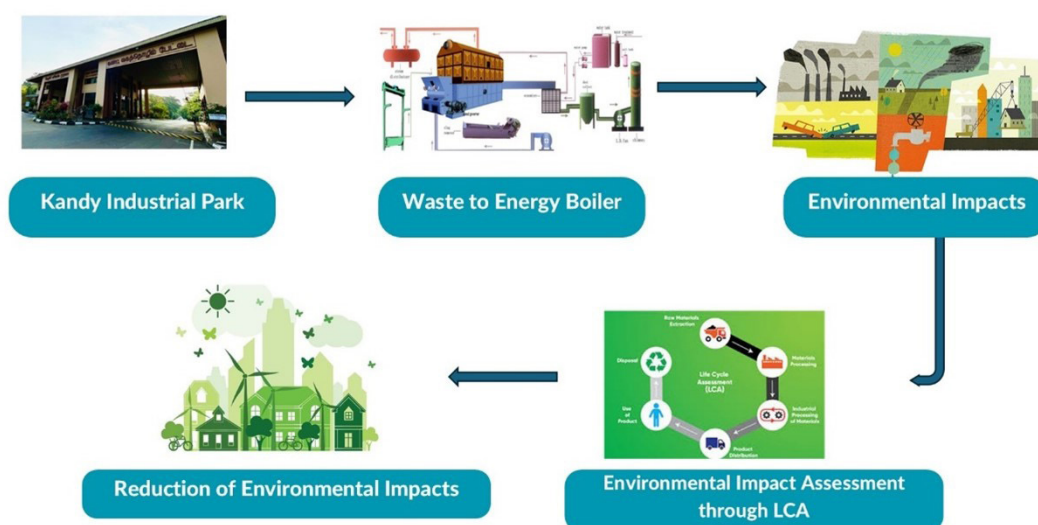 Kandy Industrial Park
Waste to Energy Boiler
Environmental Impacts
Raw Materials
Extraction
Materials
Processing
Industrial
Processing
of Materials
Product
Distribution
Use
of
Product
Disposal
Life Cycle
Assessment
(LCA)
Environmental Impact Assessment
through LCA
Reduction of Environmental Impacts